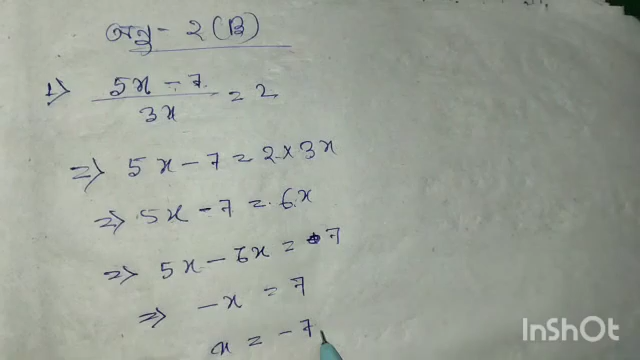 অনু - 2 (B)
1) (5x - 7) / 3x = 2
=> 5x - 7 = 2 × 3x
=> 5x - 7 = 6x
=> 5x - 6x = 7
=> -x = 7
x = -7
InShOt